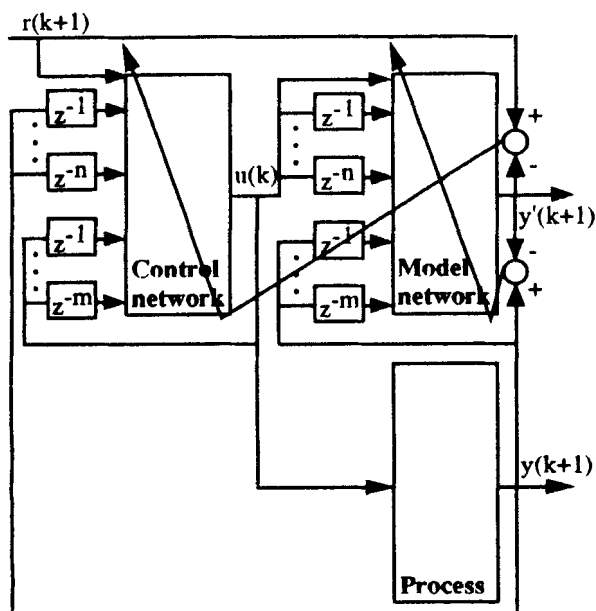 r(k+1)
z-1
z-n
z-1
z-m
Control
network
u(k)
z-1
z-n
z-1
z-m
Model
network
+
-
y'(k+1)
-
+
y(k+1)
Process